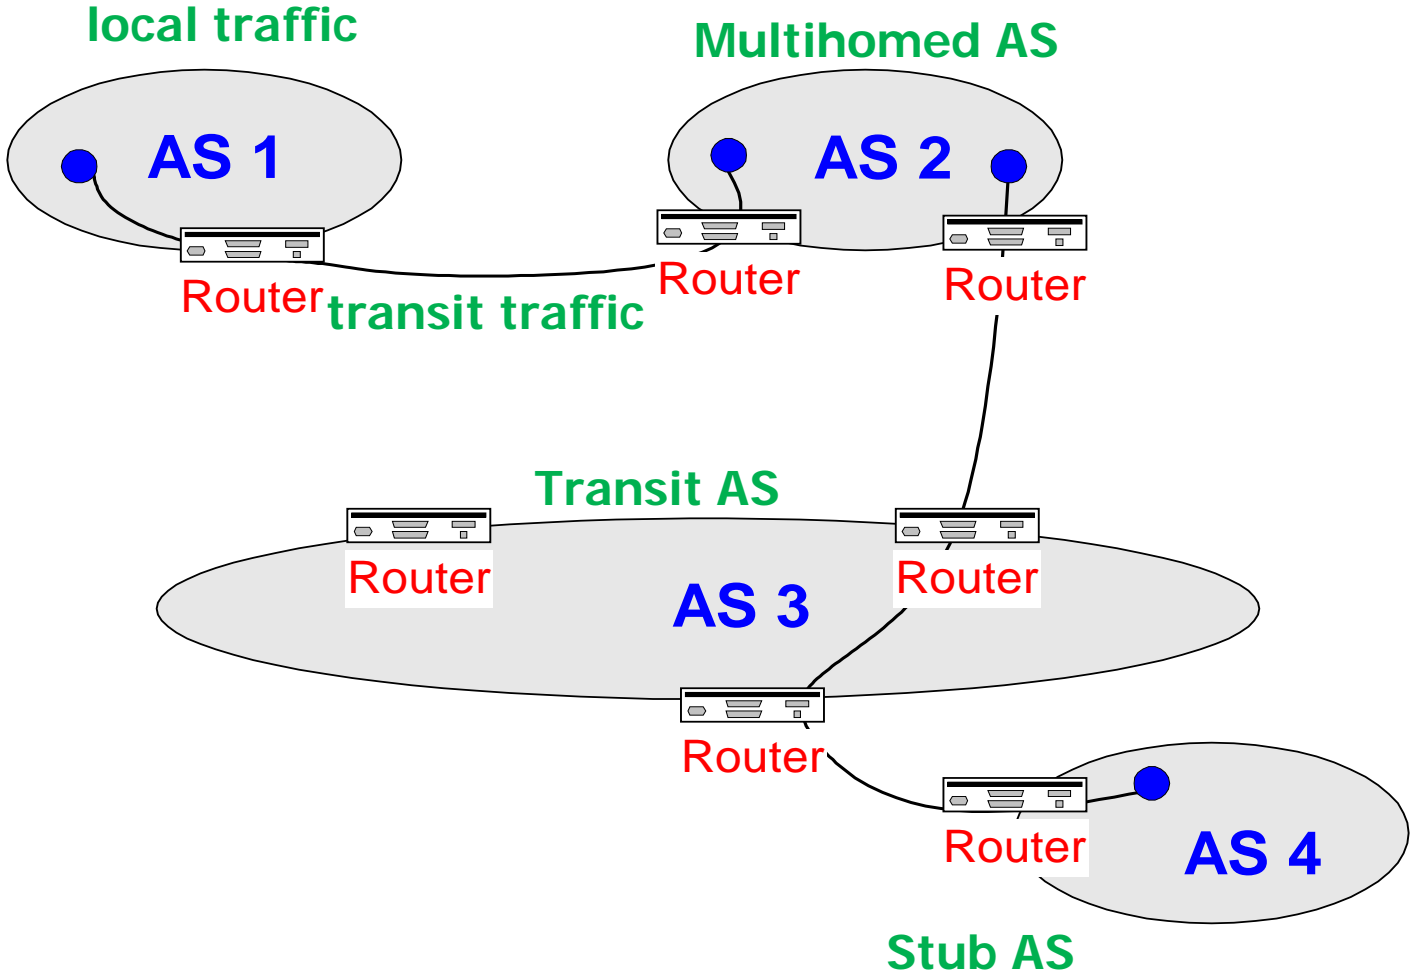 local traffic
Multihomed AS
AS 1
AS 2
Router
Router
Router
transit traffic
Transit AS
Router
Router
AS 3
Router
Router
AS 4
Stub AS